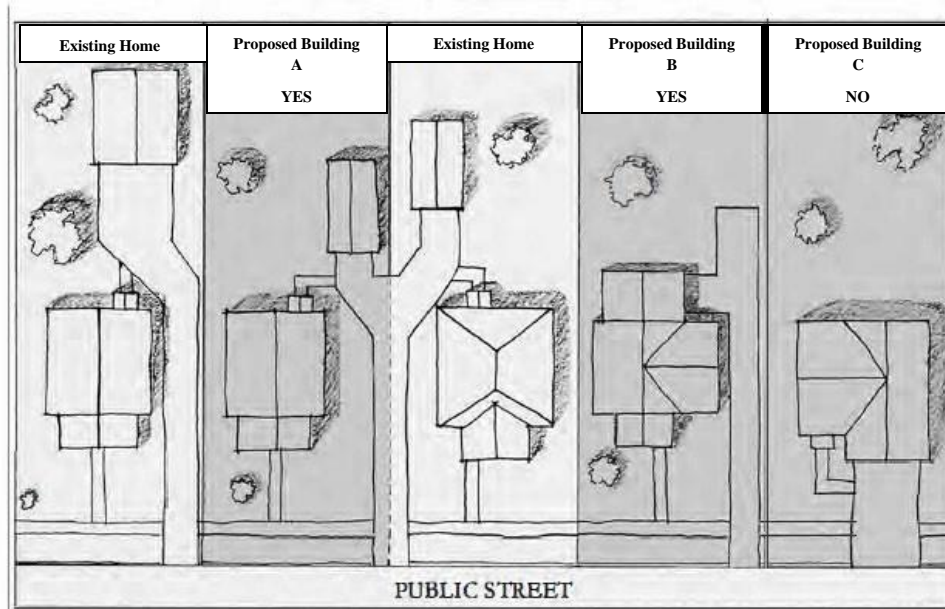 Existing Home
Proposed Building
A
YES
Existing Home
Proposed Building
B
YES
Proposed Building
C
NO
PUBLIC STREET